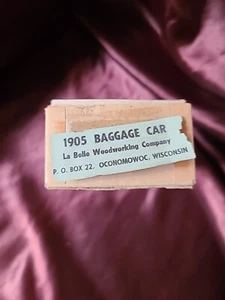 1905 BAGGAGE CAR
La Belle Woodworking Company
P. O. BOX 22, OCONOMOWOC, WISCONSIN